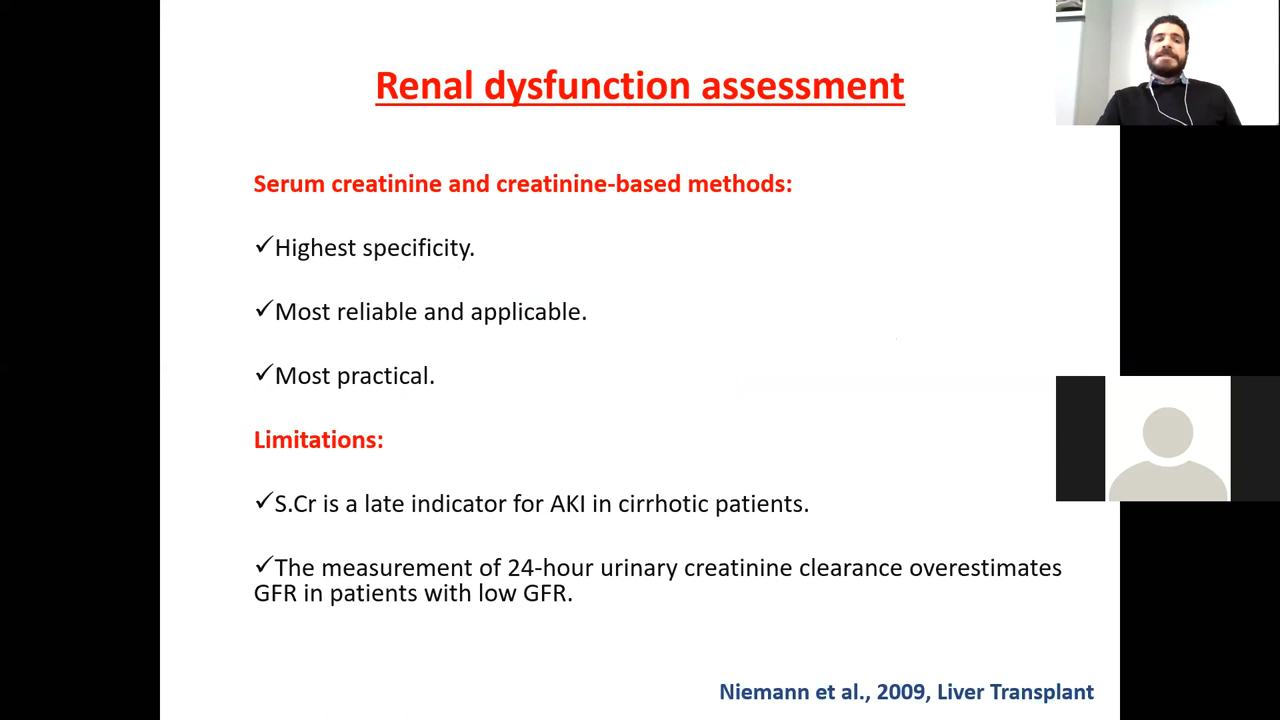 Renal dysfunction assessment
Serum creatinine and creatinine-based methods:
✓Highest specificity.
✓Most reliable and applicable.
✓Most practical.
Limitations:
✓S.Cr is a late indicator for AKI in cirrhotic patients.
✓The measurement of 24-hour urinary creatinine clearance overestimates
GFR in patients with low GFR.
Niemann et al., 2009, Liver Transplant